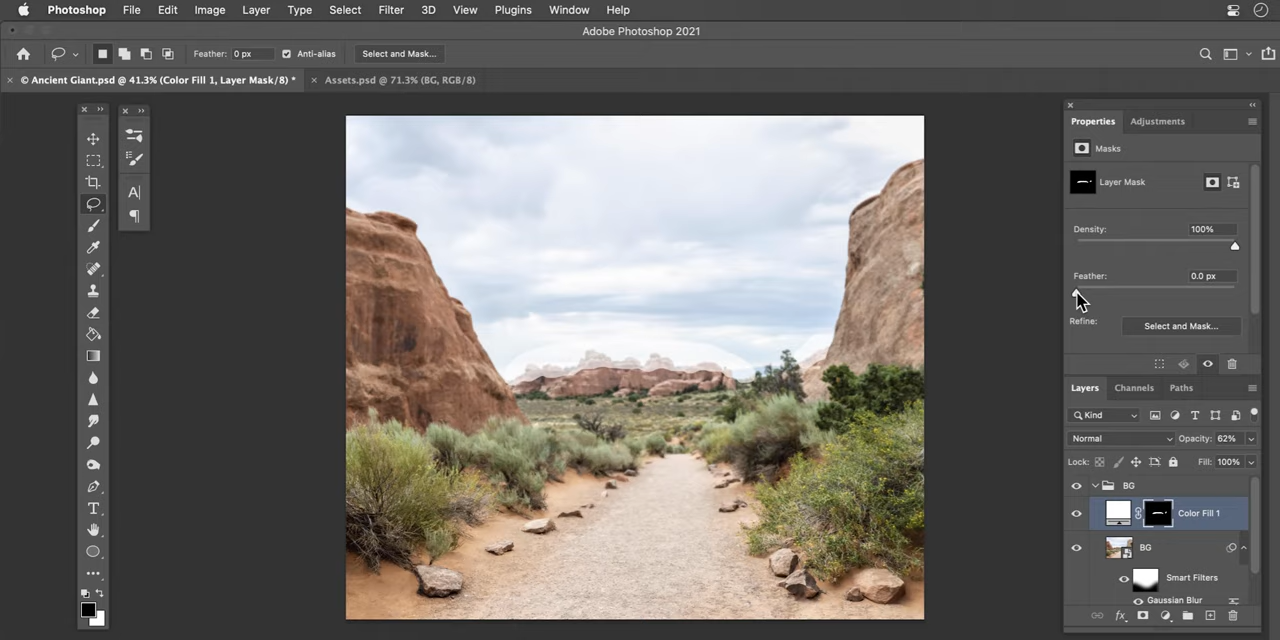 Photoshop File Edit Image Layer Type Select Filter 3D View Plugins Window Help
Adobe Photoshop 2021
Feather: 0 px Anti-alias Select and Mask...
× © Ancient Giant.psd @ 41.3% (Color Fill 1, Layer Mask/8) * × Assets.psd @ 71.3% (BG, RGB/8)
Properties Adjustments
Masks
Layer Mask
Density: 100%
Feather: 0.0 px
Refine: Select and Mask...
Layers Channels Paths
Kind
Normal Opacity: 62%
Lock: Fill: 100%
BG
Color Fill 1
BG
Smart Filters
Gaussian Blur